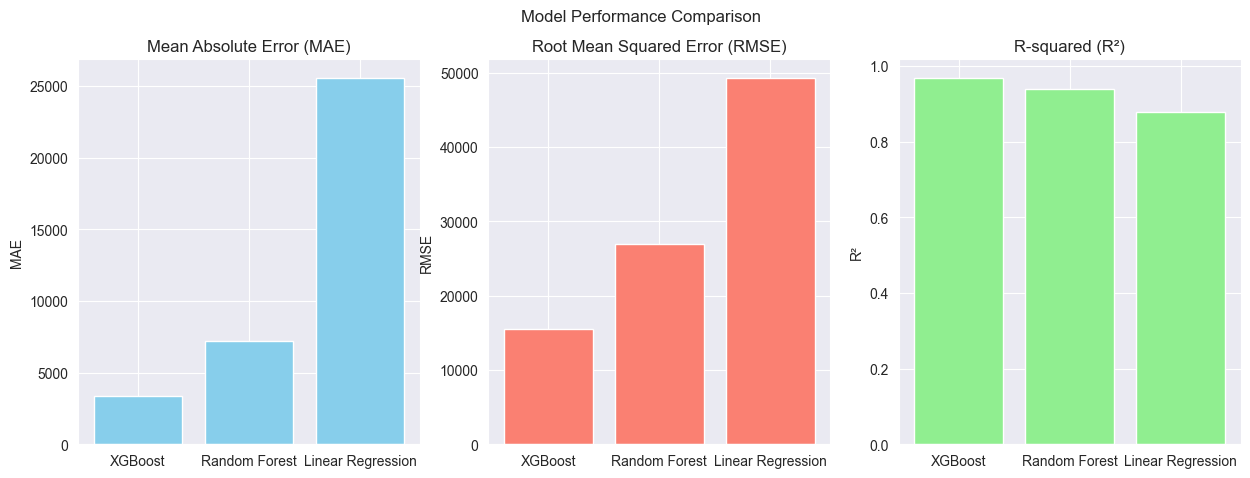 Model Performance Comparison
Mean Absolute Error (MAE)
MAE
25000
20000
15000
10000
5000
0
XGBoost
Random Forest
Linear Regression
Root Mean Squared Error (RMSE)
RMSE
50000
40000
30000
20000
10000
0
XGBoost
Random Forest
Linear Regression
R-squared (R²)
R²
1.0
0.8
0.6
0.4
0.2
0.0
XGBoost
Random Forest
Linear Regression